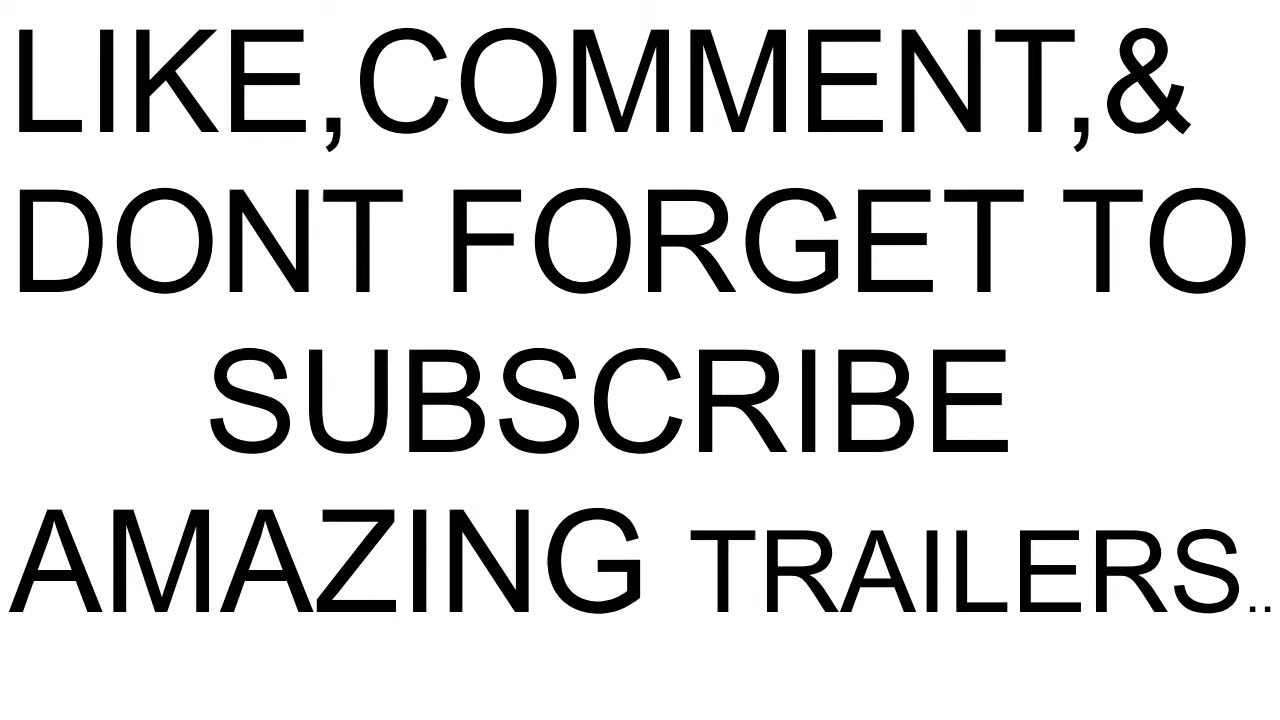 LIKE,COMMENT,&
DONT FORGET TO
SUBSCRIBE
AMAZING TRAILERS..